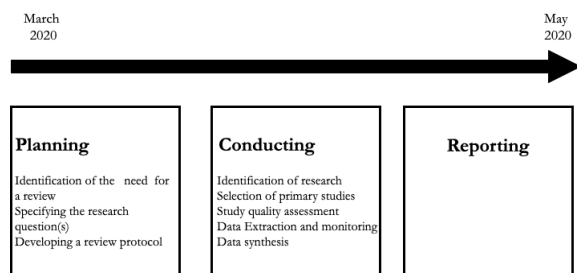 March
2020
May
2020
Planning
Identification of the need for
a review
Specifying the research
question(s)
Developing a review protocol
Conducting
Identification of research
Selection of primary studies
Study quality assessment
Data Extraction and monitoring
Data synthesis
Reporting